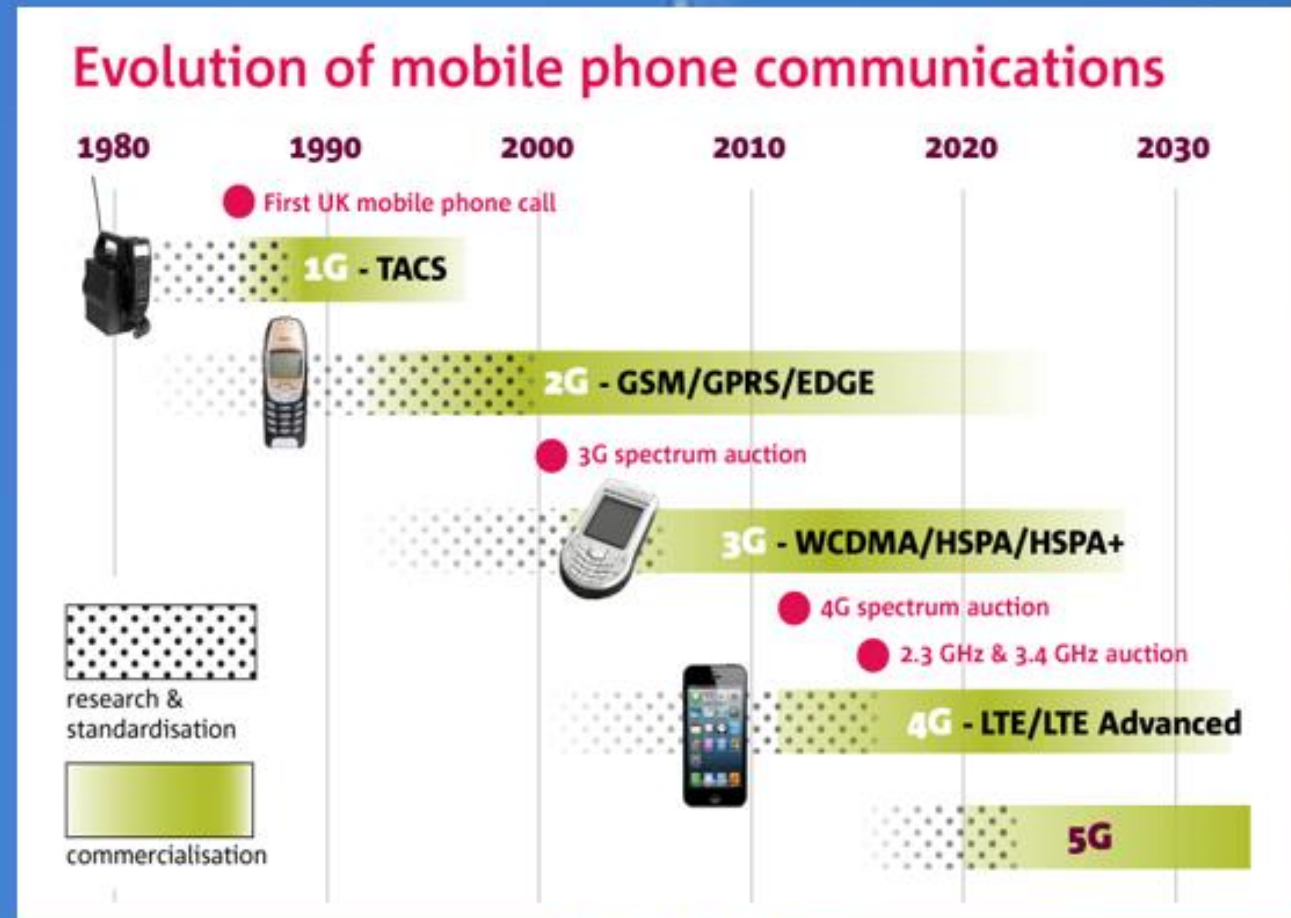 Evolution of mobile phone communications
1980 1990 2000 2010 2020 2030
First UK mobile phone call
1G - TACS
2G - GSM/GPRS/EDGE
3G spectrum auction
3G - WCDMA/HSPA/HSPA+
4G spectrum auction
2.3 GHz & 3.4 GHz auction
research &
standardisation
4G - LTE/LTE Advanced
commercialisation
5G